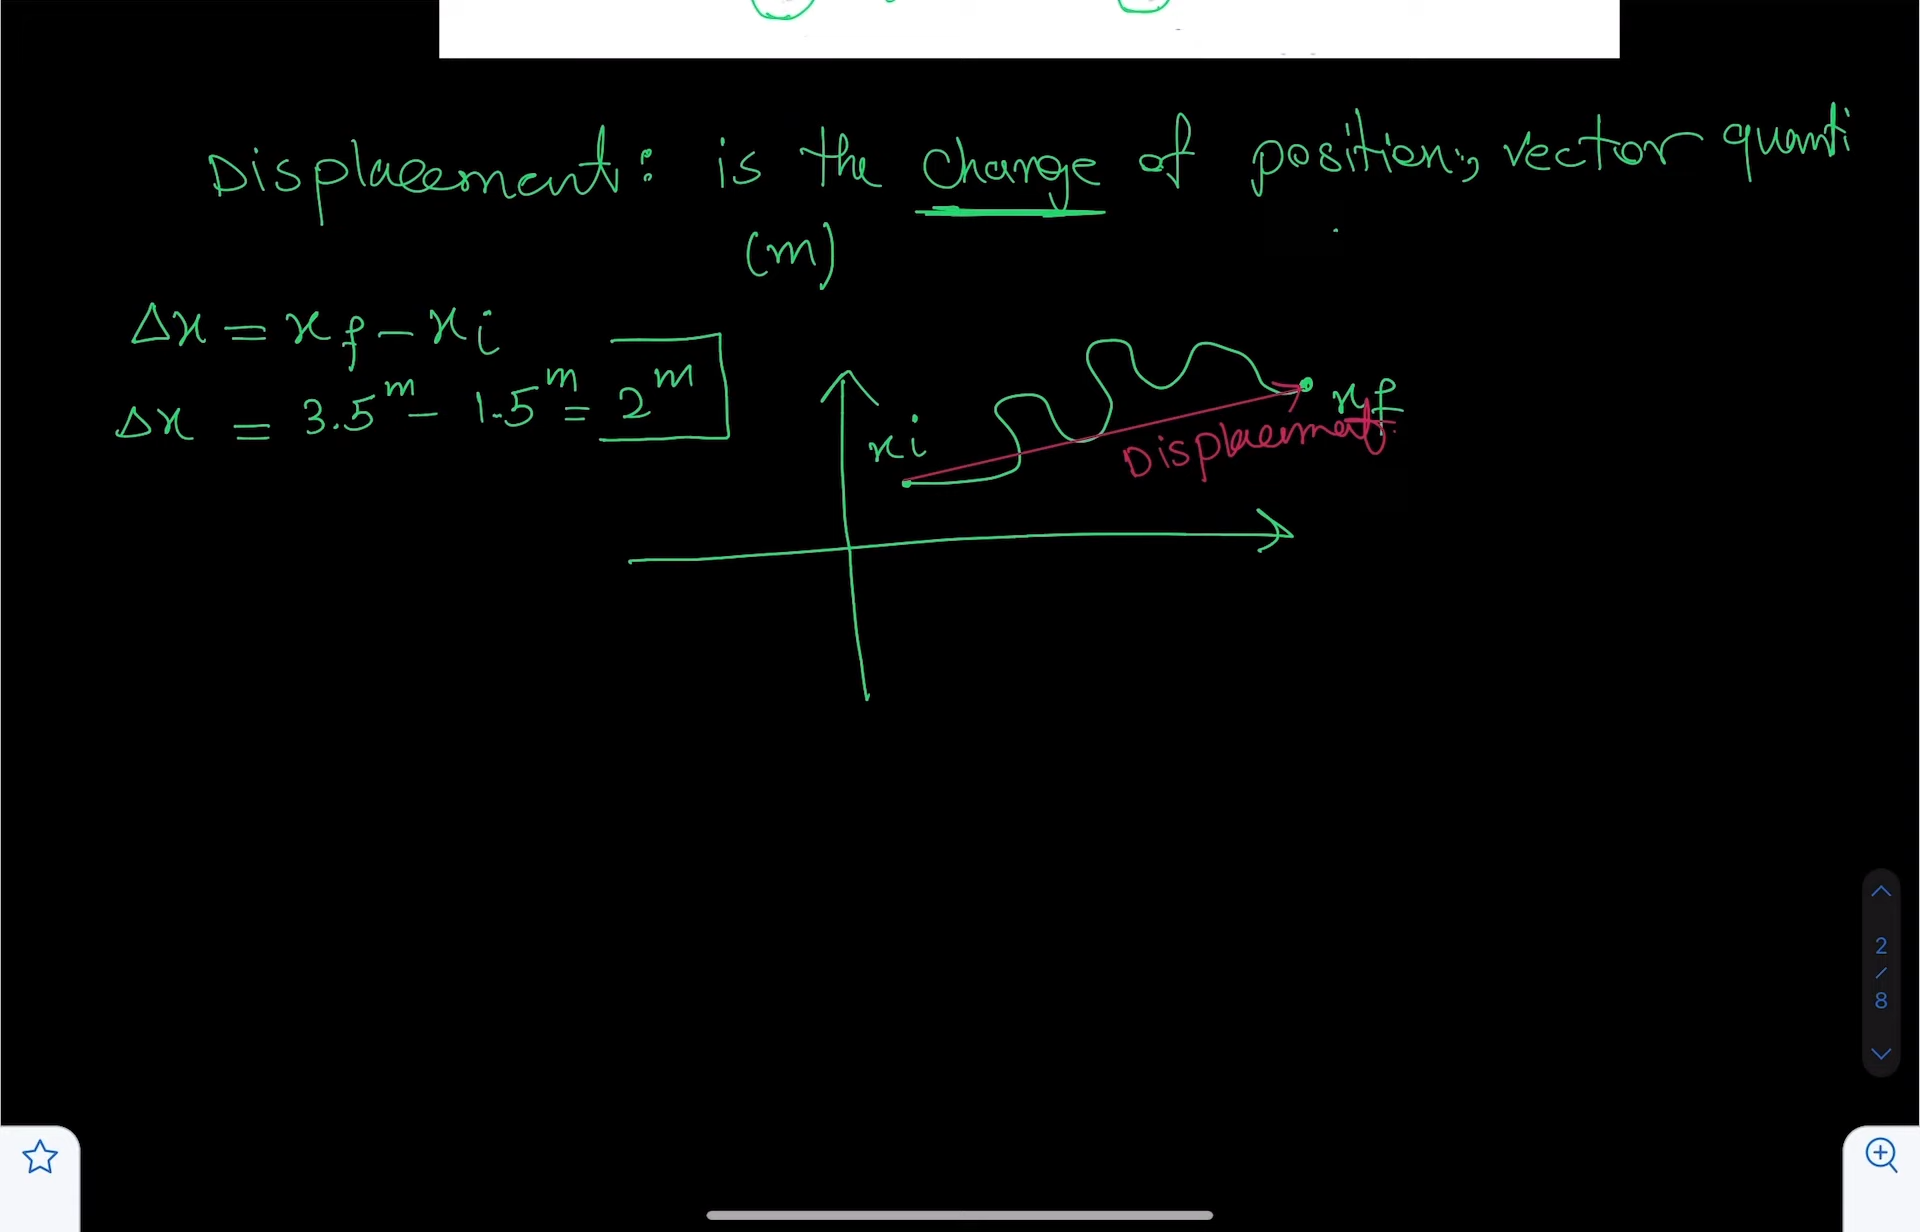 Displacement: is the change of position, vector quanti
(m)
Δx = xf - xi
Δx = 3.5m - 1.5m = 2m
xi
xf
Displacement
2
/
8